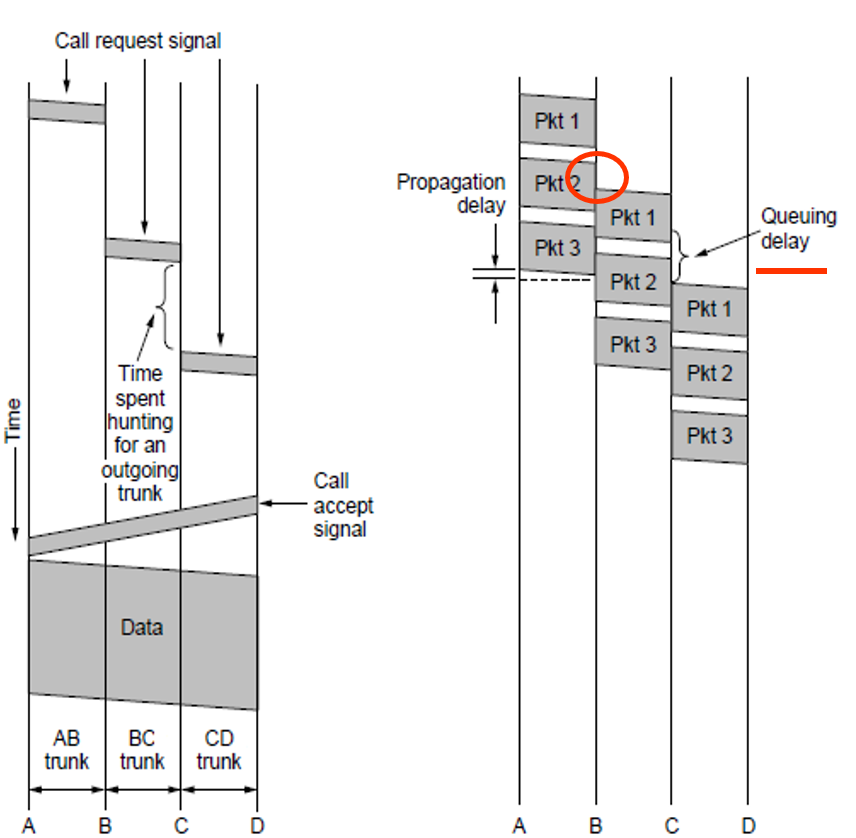 Call request signal
Time
spent
hunting
for an
outgoing
trunk
Time
Call
accept
signal
Data
AB
trunk
BC
trunk
CD
trunk
A
B
C
D
Pkt 1
Pkt 2
Pkt 3
Propagation
delay
Pkt 1
Pkt 2
Pkt 3
Queuing
delay
Pkt 1
Pkt 2
Pkt 3
A
B
C
D